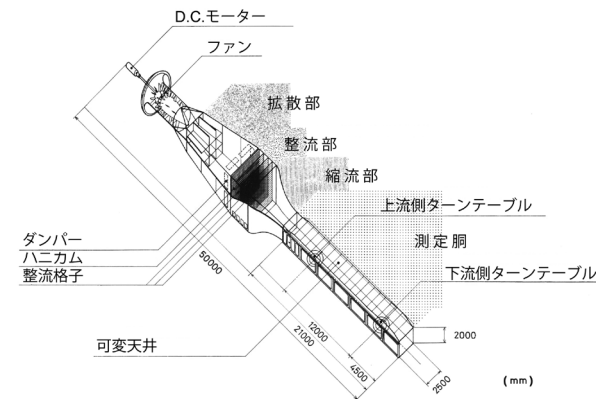 D.C.モーター
ファン
拡散部
整流部
縮流部
上流側ターンテーブル
測定胴
下流側ターンテーブル
ダンパー
ハニカム
整流格子
可変天井
50000
21000
12000
4500
2500
2000
(mm)